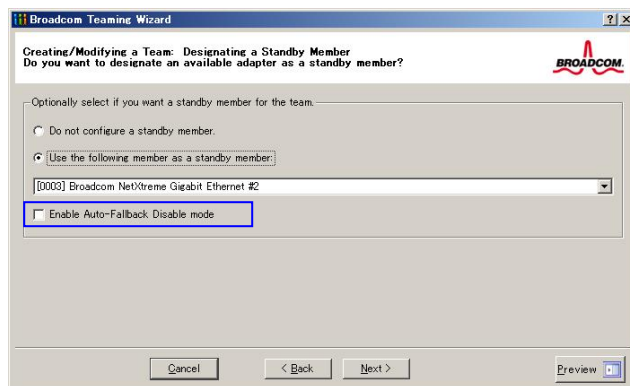 Broadcom Teaming Wizard
Creating/Modifying a Team: Designating a Standby Member
Do you want to designate an available adapter as a standby member?
BROADCOM.
Optionally select if you want a standby member for the team.
Do not configure a standby member.
Use the following member as a standby member:
[0003] Broadcom NetXtreme Gigabit Ethernet #2
Enable Auto-Fallback Disable mode
Cancel
< Back
Next >
Preview